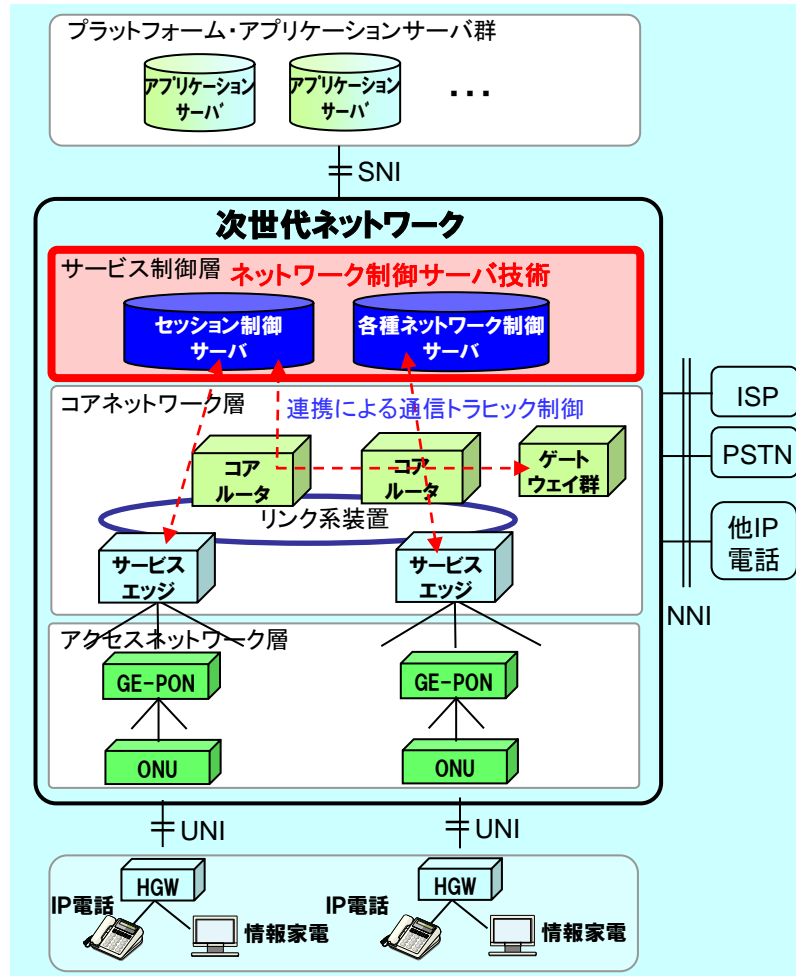 プラットフォーム・アプリケーションサーバ群
アプリケーション
サーバ
アプリケーション
サーバ
...
SNI
次世代ネットワーク
サービス制御層
ネットワーク制御サーバ技術
セッション制御
サーバ
各種ネットワーク制御
サーバ
コアネットワーク層
連携による通信トラヒック制御
コア
ルータ
コア
ルータ
ゲート
ウェイ群
リンク系装置
サービス
エッジ
サービス
エッジ
ISP
PSTN
他IP
電話
NNI
アクセスネットワーク層
GE-PON
GE-PON
ONU
ONU
UNI
UNI
HGW
IP電話
情報家電
HGW
IP電話
情報家電